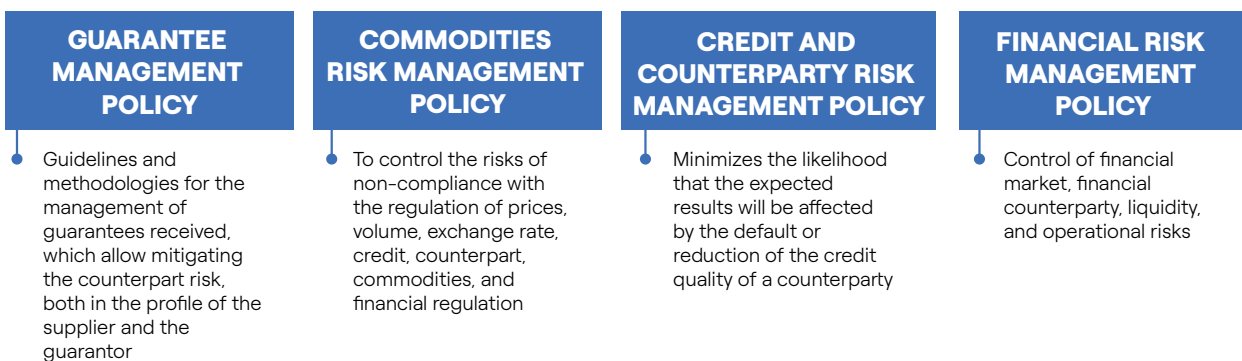 GUARANTEE
MANAGEMENT
POLICY
Guidelines and
methodologies for the
management of
guarantees received,
which allow mitigating
the counterpart risk,
both in the profile of the
supplier and the
guarantor
COMMODITIES
RISK MANAGEMENT
POLICY
To control the risks of
non-compliance with
the regulation of prices,
volume, exchange rate,
credit, counterpart,
commodities, and
financial regulation
CREDIT AND
COUNTERPARTY RISK
MANAGEMENT POLICY
Minimizes the likelihood
that the expected
results will be affected
by the default or
reduction of the credit
quality of a counterparty
FINANCIAL RISK
MANAGEMENT
POLICY
Control of financial
market, financial
counterparty, liquidity,
and operational risks